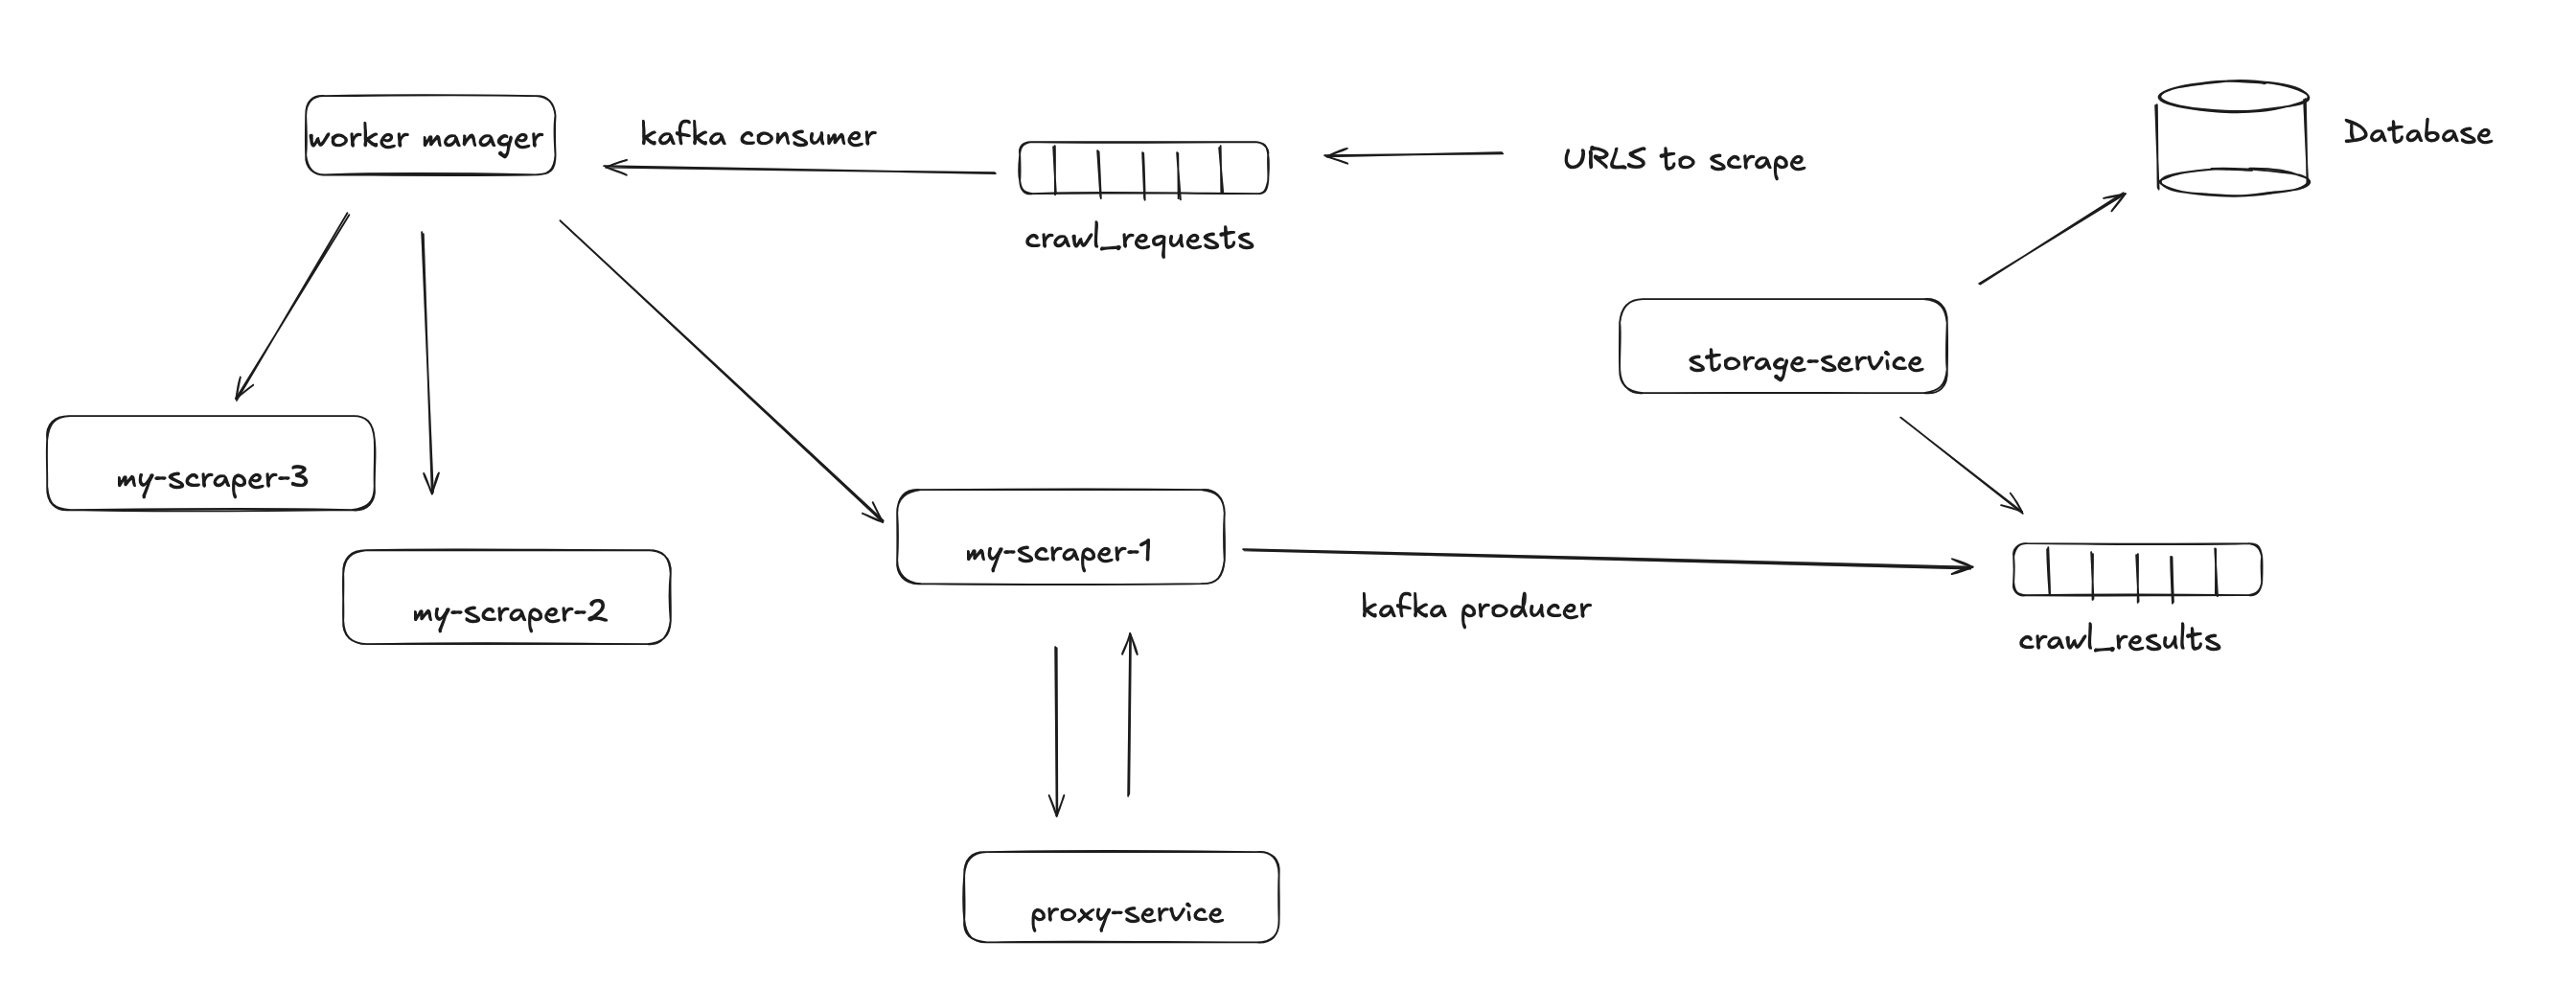 worker manager
kafka consumer
crawl_requests
URLS to scrape
Database
storage-service
my-scraper-3
my-scraper-2
my-scraper-1
kafka producer
crawl_results
proxy-service